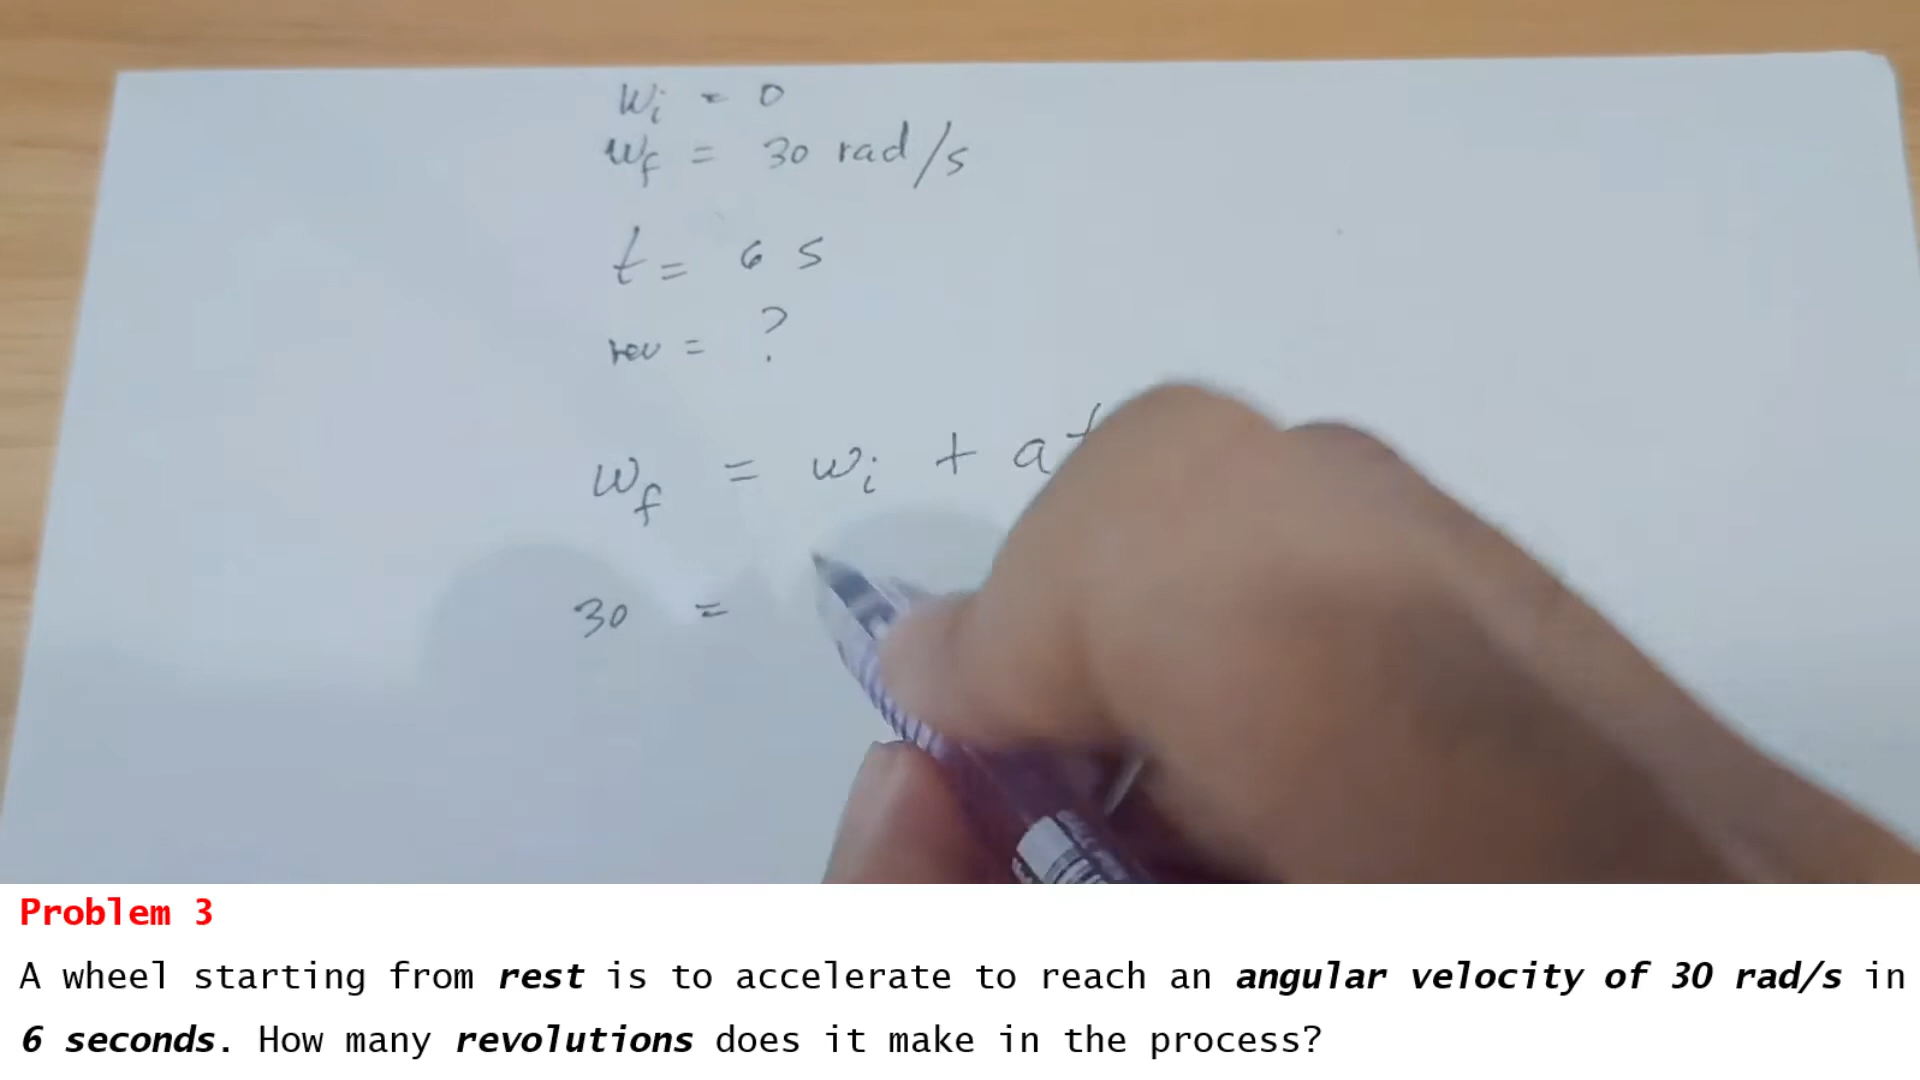 wi = 0
wf = 30 rad/s
t = 6 s
rev = ?
wf = wi + at
30 =
Problem 3
A wheel starting from rest is to accelerate to reach an angular velocity of 30 rad/s in
6 seconds. How many revolutions does it make in the process?